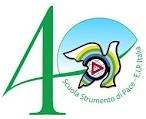 40
Scuola Strumento di Pace - E.I.P. Italia